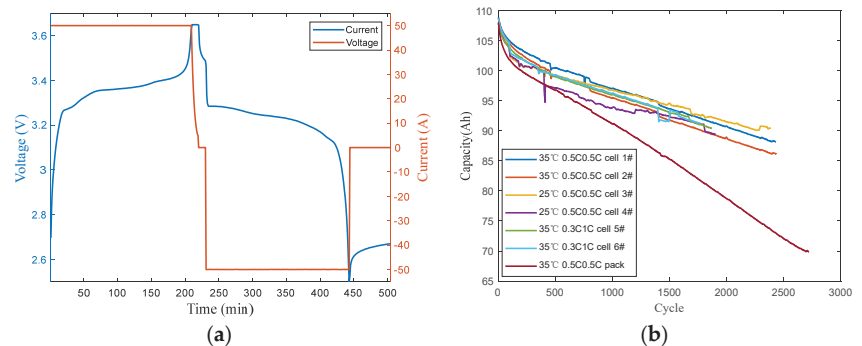 Current
Voltage
3.6
3.4
3.2
3
2.8
2.6
Voltage (V)
50
40
30
20
10
0
-10
-20
-30
-40
-50
Current (A)
50 100 150 200 250 300 350 400 450 500
Time (min)
(a)
110
105
100
95
90
85
80
75
70
65
Capacity(Ah)
35℃ 0.5C0.5C cell 1#
35℃ 0.5C0.5C cell 2#
25℃ 0.5C0.5C cell 3#
25℃ 0.5C0.5C cell 4#
35℃ 0.3C1C cell 5#
35℃ 0.3C1C cell 6#
35℃ 0.5C0.5C pack
0 500 1000 1500 2000 2500 3000
Cycle
(b)